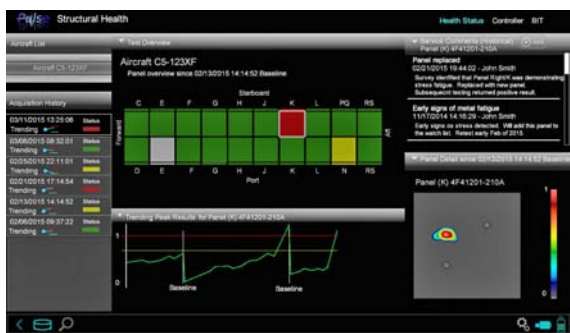 Pulse Structural Health
Health Status Controller BIT
Aircraft List
Aircraft C5-123XF
Acquisition History
03/11/2015 13:25:06 Status
Trending
03/06/2015 08:32:01 Status
Trending
02/25/2015 22:11:01 Status
Trending
02/21/2015 17:14:54 Status
Trending
02/13/2015 14:14:52 Status
Trending
02/06/2015 09:37:22 Status
Trending
Test Overview
Aircraft C5-123XF
Panel overview since 02/13/2015 14:14:52 Baseline
Starboard
C E F G H J K L N PQ RS
Forward
Aft
D E F G H J K L N PQ RS
Port
Trending Peak Results for Panel (K) 4F41201-210A
1
0
Baseline Baseline
Service Comments (Historical)
Panel (K) 4F41201-210A
Panel replaced
02/21/2015 19:44:02 - John Smith
Survey identified that Panel Right/K was demonstrating
stress fatigue. Replaced with new panel.
Subsequent testing returned positive result.
Early signs of metal fatigue
11/17/2014 14:16:29 - John Smith
Early signs of stress detected. Will add this panel to
the watch list. Retest early Feb of 2015.
Panel Detail since 02/13/2015 14:14:52 Baseline
Panel (K) 4F41201-210A
1
0